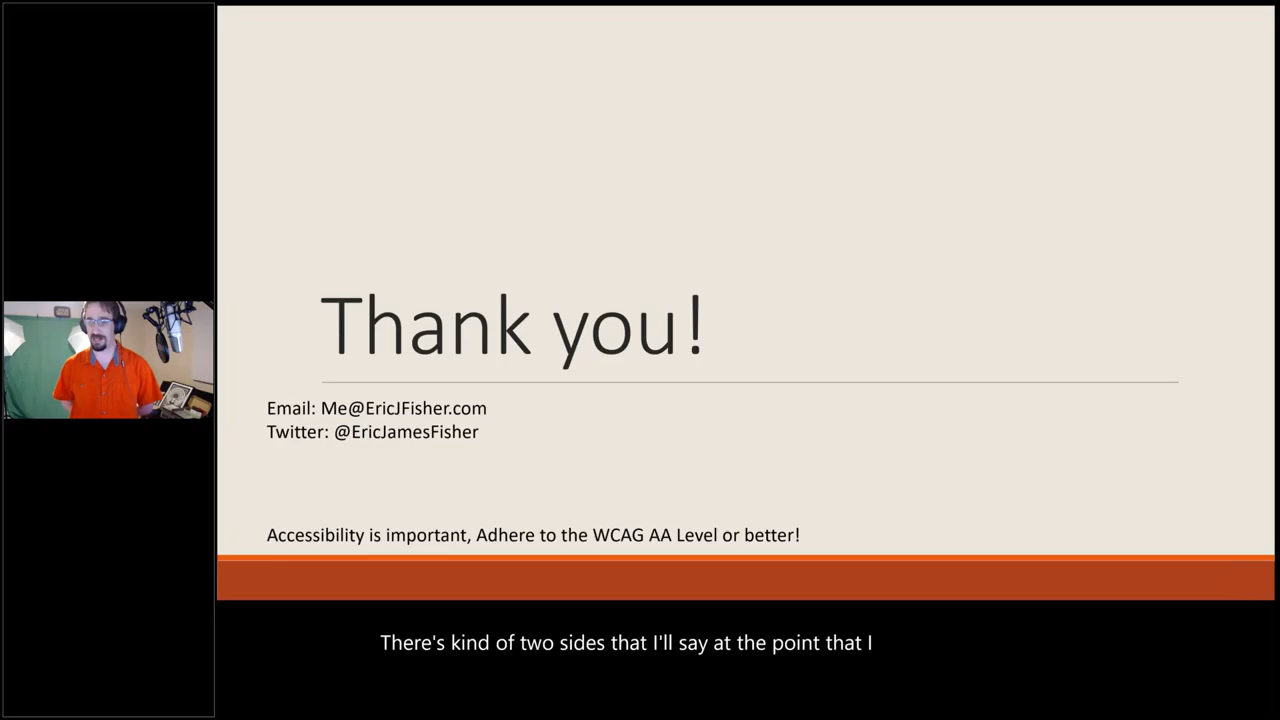 Thank you!
Email: Me@EricJFisher.com
Twitter: @EricJamesFisher
Accessibility is important, Adhere to the WCAG AA Level or better!
There's kind of two sides that I'll say at the point that I